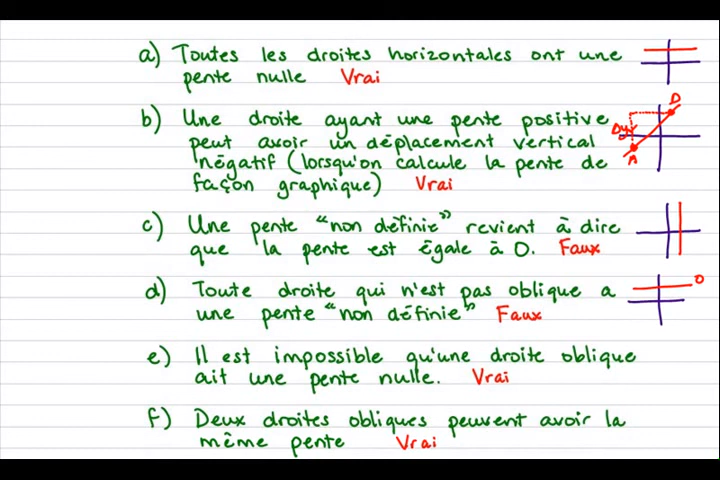 a) Toutes les droites horizontales ont une
pente nulle Vrai
b) Une droite ayant une pente positive
peut avoir un déplacement vertical
négatif (lorsqu'on calcule la pente de
façon graphique) Vrai
D
Dy
A
c) Une pente "non définie" revient à dire
que la pente est égale à 0. Faux
d) Toute droite qui n'est pas oblique a
une pente "non définie" Faux
0
e) Il est impossible qu'une droite oblique
ait une pente nulle. Vrai
f) Deux droites obliques peuvent avoir la
même pente Vrai